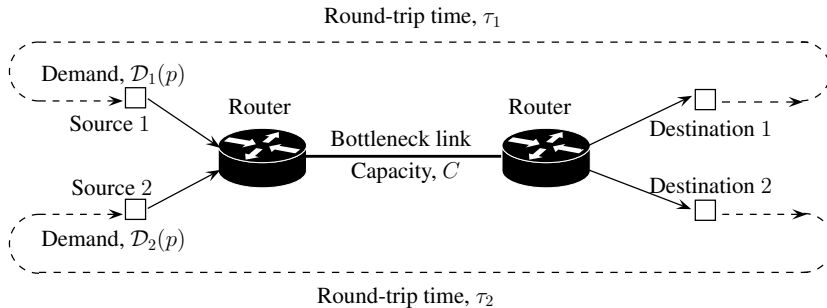 Round-trip time, τ₁
Demand, 𝒟₁(p)
Source 1
Router
Router
Bottleneck link
Capacity, C
Destination 1
Source 2
Destination 2
Demand, 𝒟₂(p)
Round-trip time, τ₂